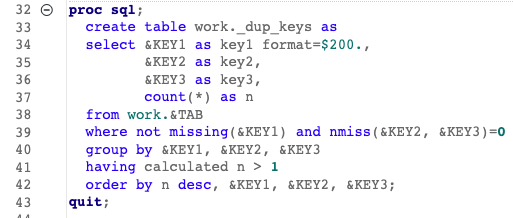 32 proc sql;
33 create table work._dup_keys as
34 select &KEY1 as key1 format=$200.,
35 &KEY2 as key2,
36 &KEY3 as key3,
37 count(*) as n
38 from work.&TAB
39 where not missing(&KEY1) and nmiss(&KEY2, &KEY3)=0
40 group by &KEY1, &KEY2, &KEY3
41 having calculated n > 1
42 order by n desc, &KEY1, &KEY2, &KEY3;
43 quit;